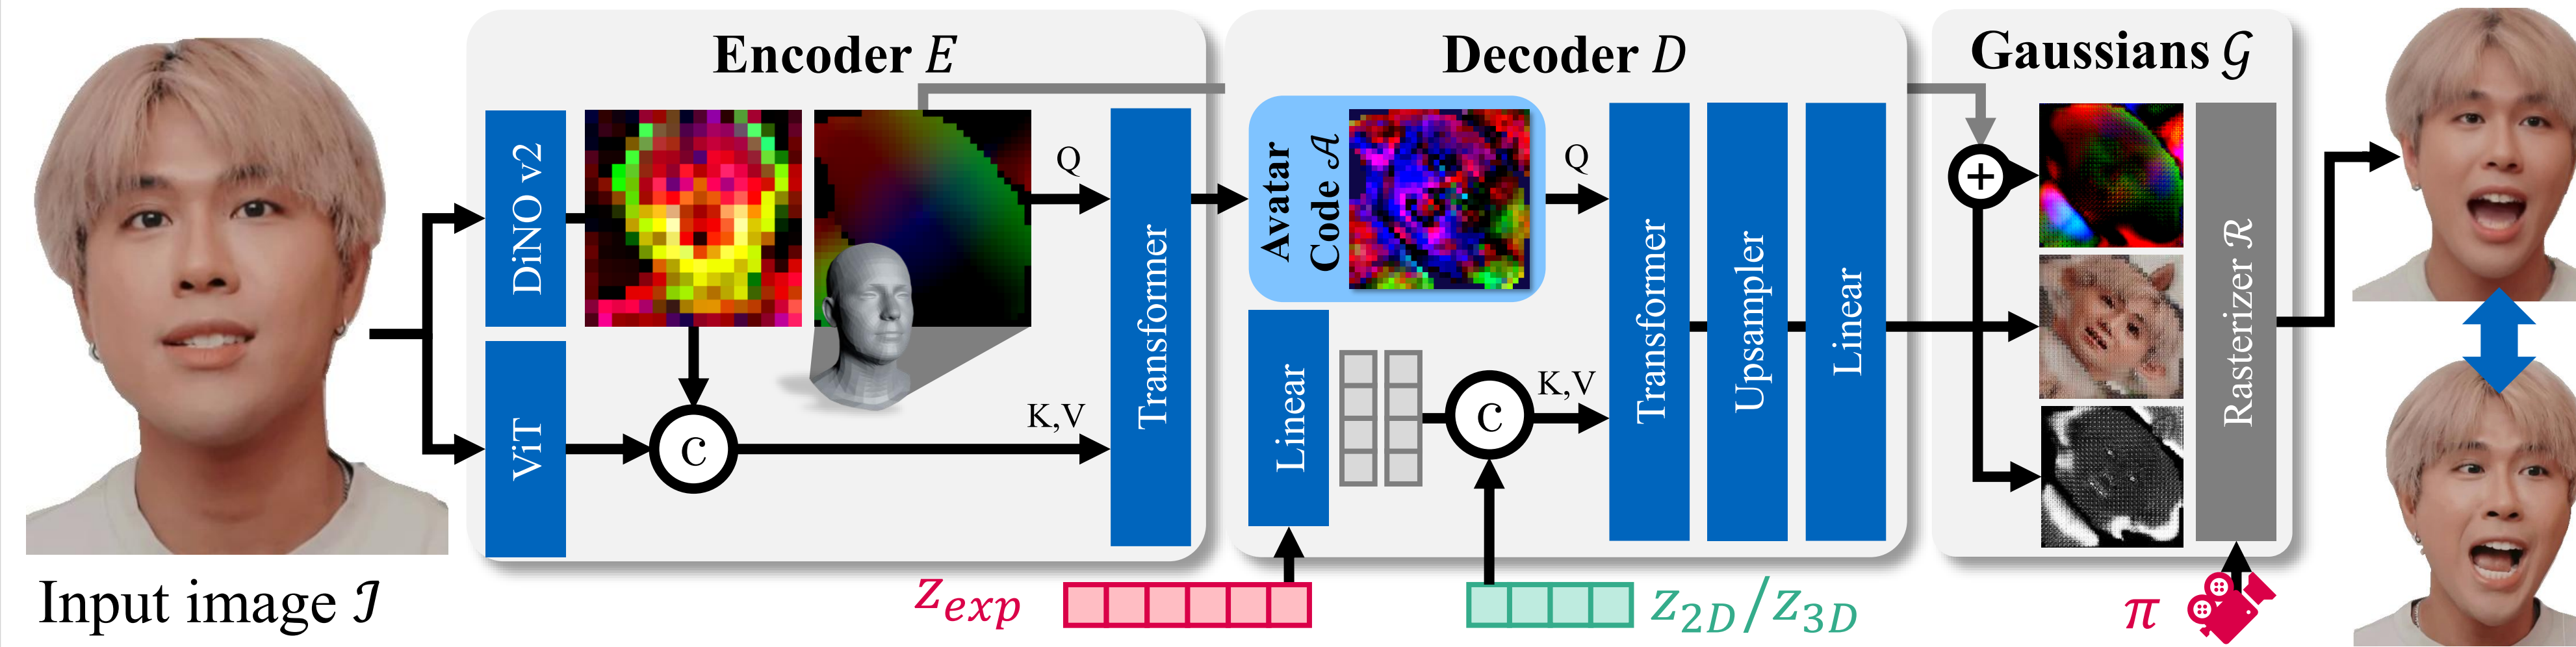 Encoder E
Decoder D
Gaussians 𝒢
DiNO v2
ViT
C
Q
K,V
Transformer
Avatar
Code 𝒜
Linear
C
Q
K,V
Transformer
Upsampler
Linear
+
Rasterizer ℛ
Input image ℐ
z_exp
z_2D/z_3D
π